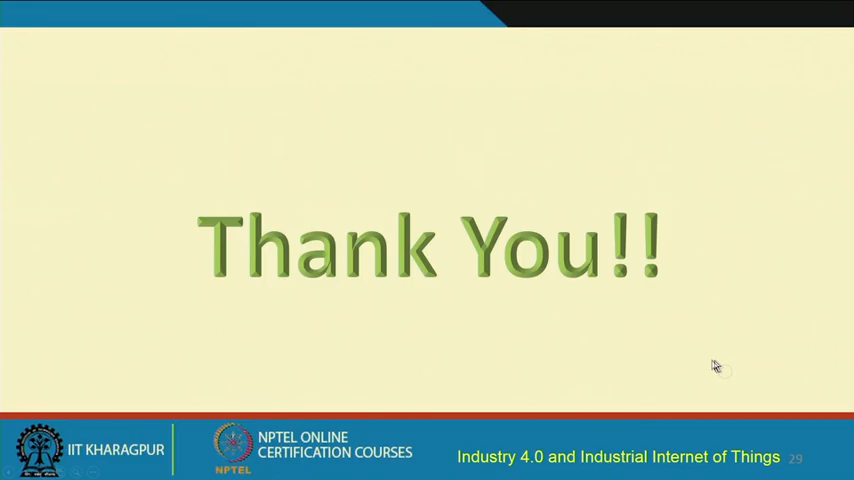 Thank You!!
IIT KHARAGPUR
NPTEL ONLINE
CERTIFICATION COURSES
NPTEL
Industry 4.0 and Industrial Internet of Things
29